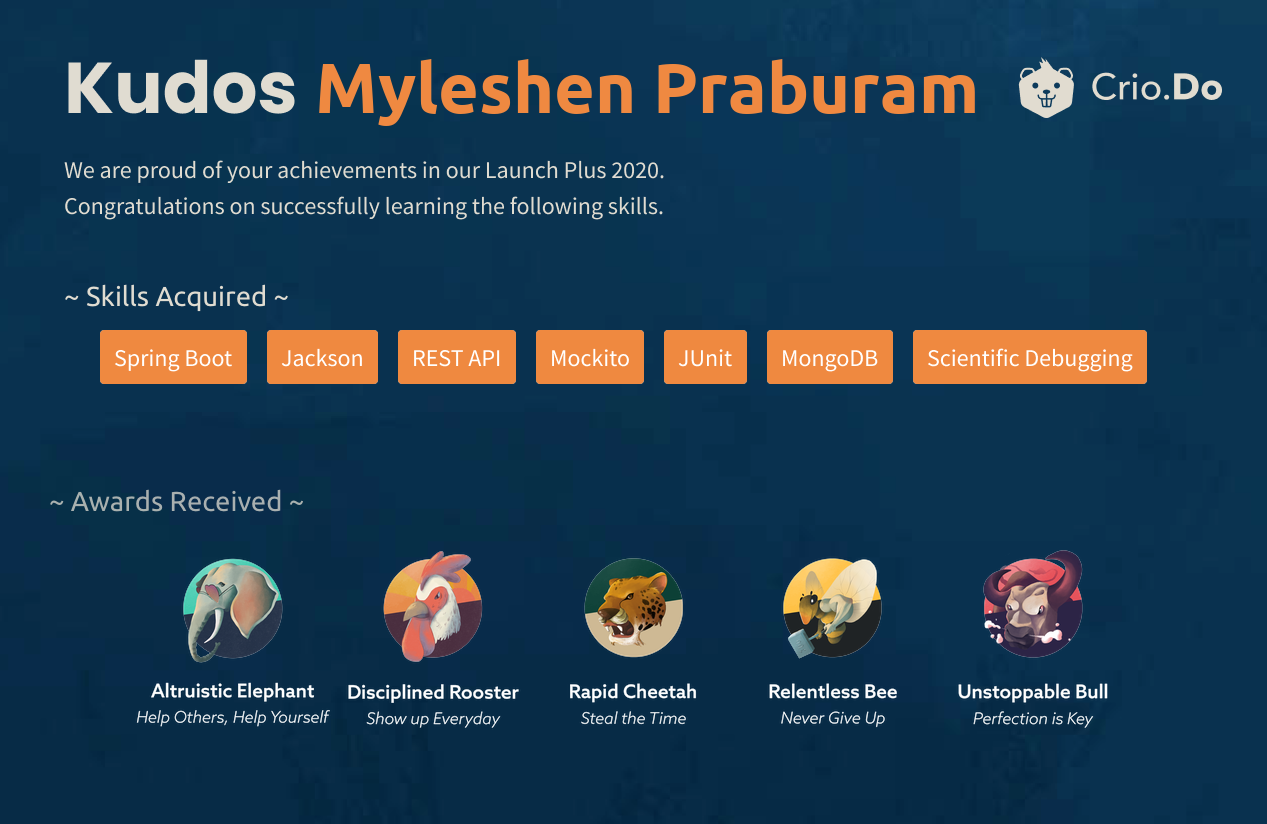 Kudos Myleshen Praburam
Crio.Do
We are proud of your achievements in our Launch Plus 2020.
Congratulations on successfully learning the following skills.
~ Skills Acquired ~
Spring Boot Jackson REST API Mockito JUnit MongoDB Scientific Debugging
~ Awards Received ~
Altruistic Elephant Disciplined Rooster Rapid Cheetah Relentless Bee Unstoppable Bull
Help Others, Help Yourself Show up Everyday Steal the Time Never Give Up Perfection is Key